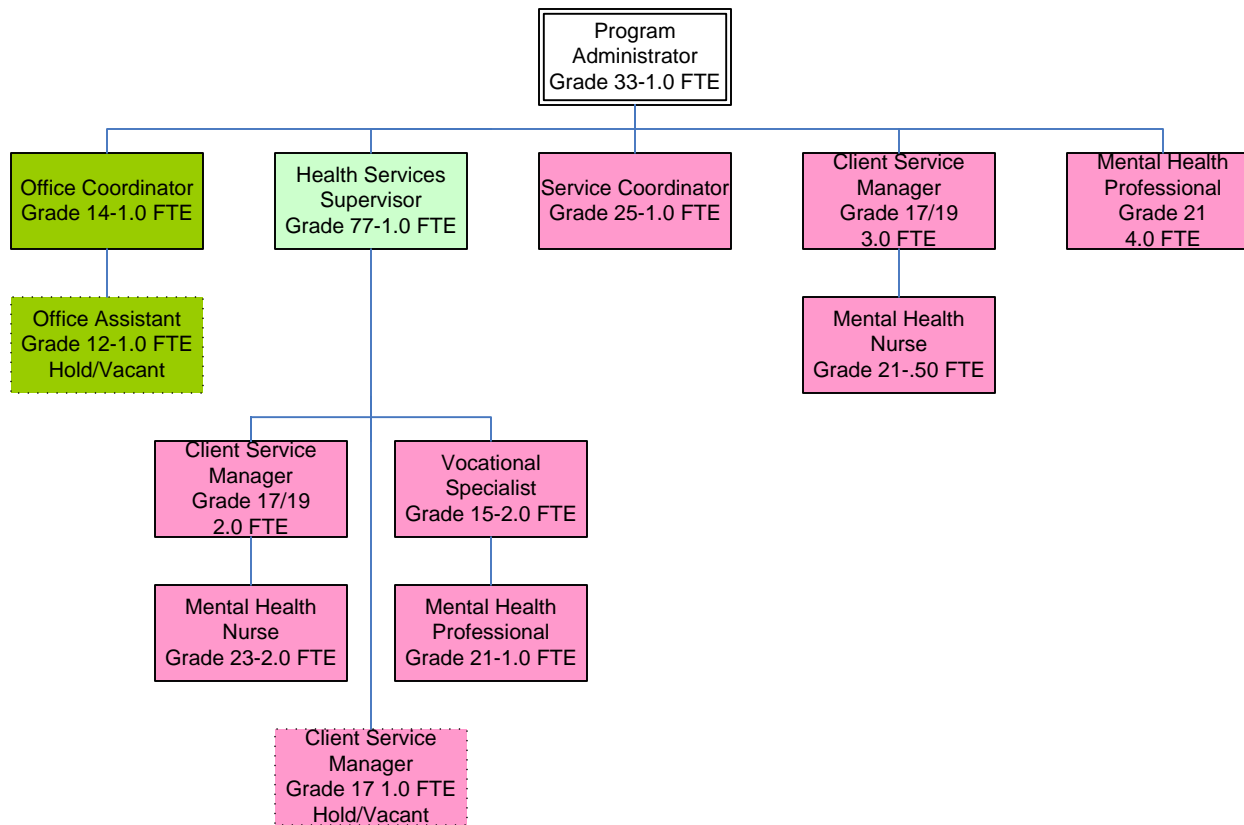 Program
Administrator
Grade 33-1.0 FTE
Office Coordinator
Grade 14-1.0 FTE
Health Services
Supervisor
Grade 77-1.0 FTE
Service Coordinator
Grade 25-1.0 FTE
Client Service
Manager
Grade 17/19
3.0 FTE
Mental Health
Professional
Grade 21
4.0 FTE
Office Assistant
Grade 12-1.0 FTE
Hold/Vacant
Mental Health
Nurse
Grade 21-.50 FTE
Client Service
Manager
Grade 17/19
2.0 FTE
Vocational
Specialist
Grade 15-2.0 FTE
Mental Health
Nurse
Grade 23-2.0 FTE
Mental Health
Professional
Grade 21-1.0 FTE
Client Service
Manager
Grade 17 1.0 FTE
Hold/Vacant